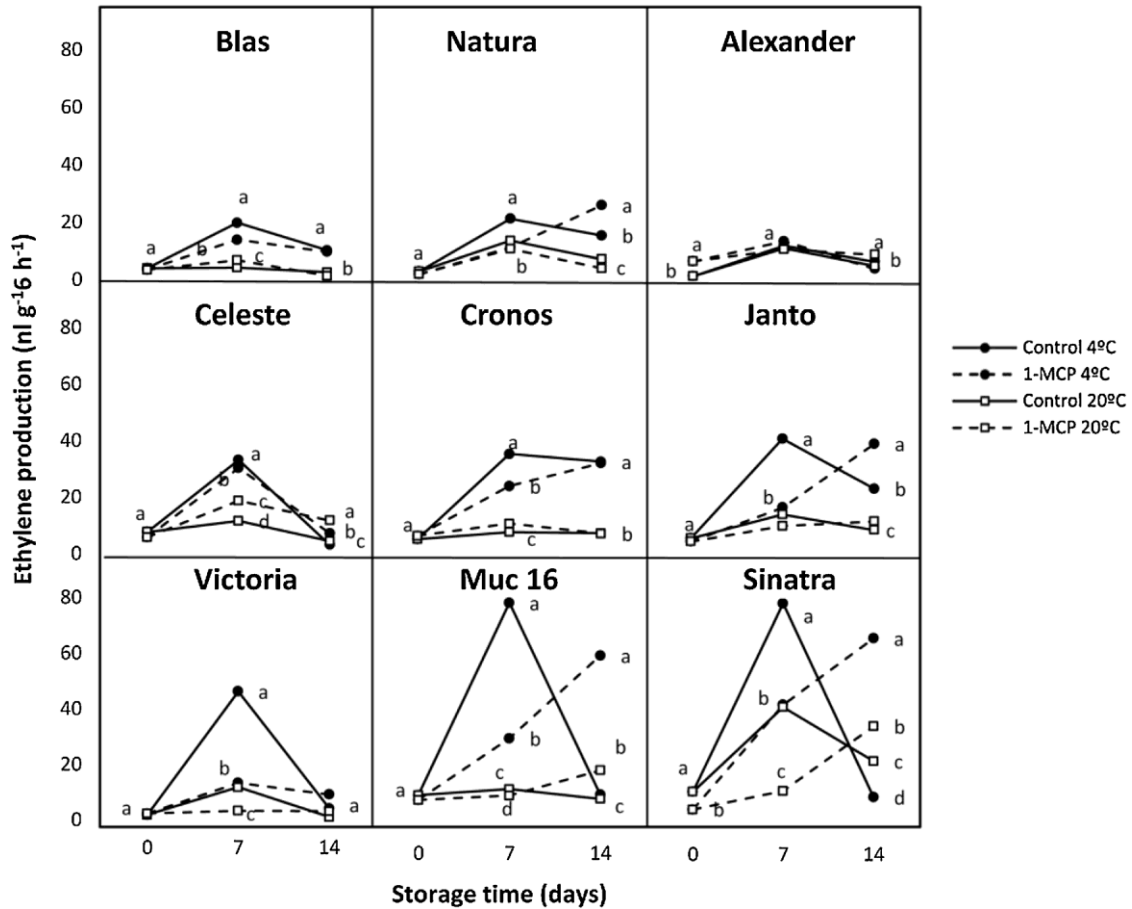 Ethylene production (nl g⁻¹6 h⁻¹)
Blas
Natura
Alexander
80
60
40
20
0
a
a
a
b
c
b
a
a
a
b
b
c
a
a
a
b
b
Celeste
Cronos
Janto
80
60
40
20
0
a
a
b
c
d
a
b
c
a
a
b
c
a
b
a
a
b
a
b
c
Victoria
Muc 16
Sinatra
80
60
40
20
0
a
a
b
c
a
a
a
b
c
d
a
b
c
a
b
a
b
c
a
b
c
d
0
7
14
0
7
14
0
7
14
Storage time (days)
Control 4ºC
1-MCP 4ºC
Control 20ºC
1-MCP 20ºC